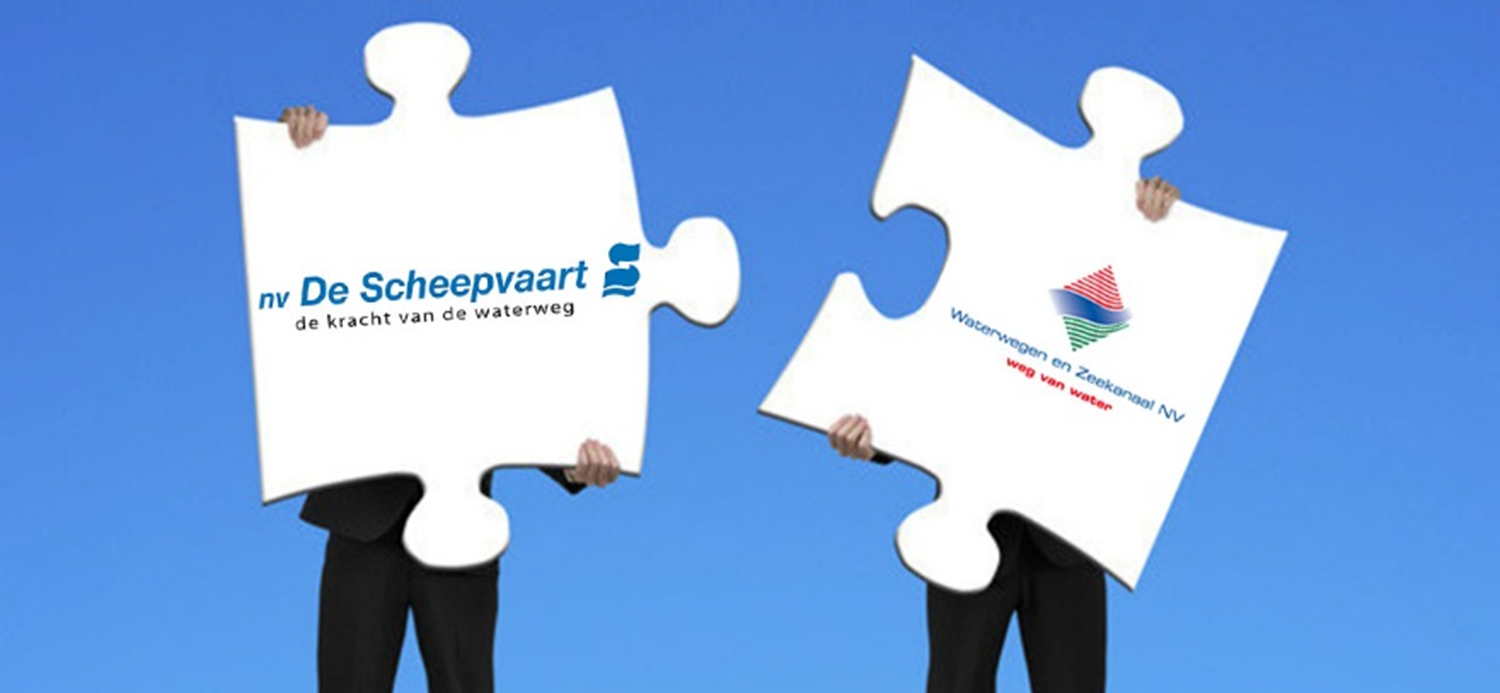 nv De Scheepvaart
de kracht van de waterweg
Waterwegen en Zeekanaal NV
weg van water